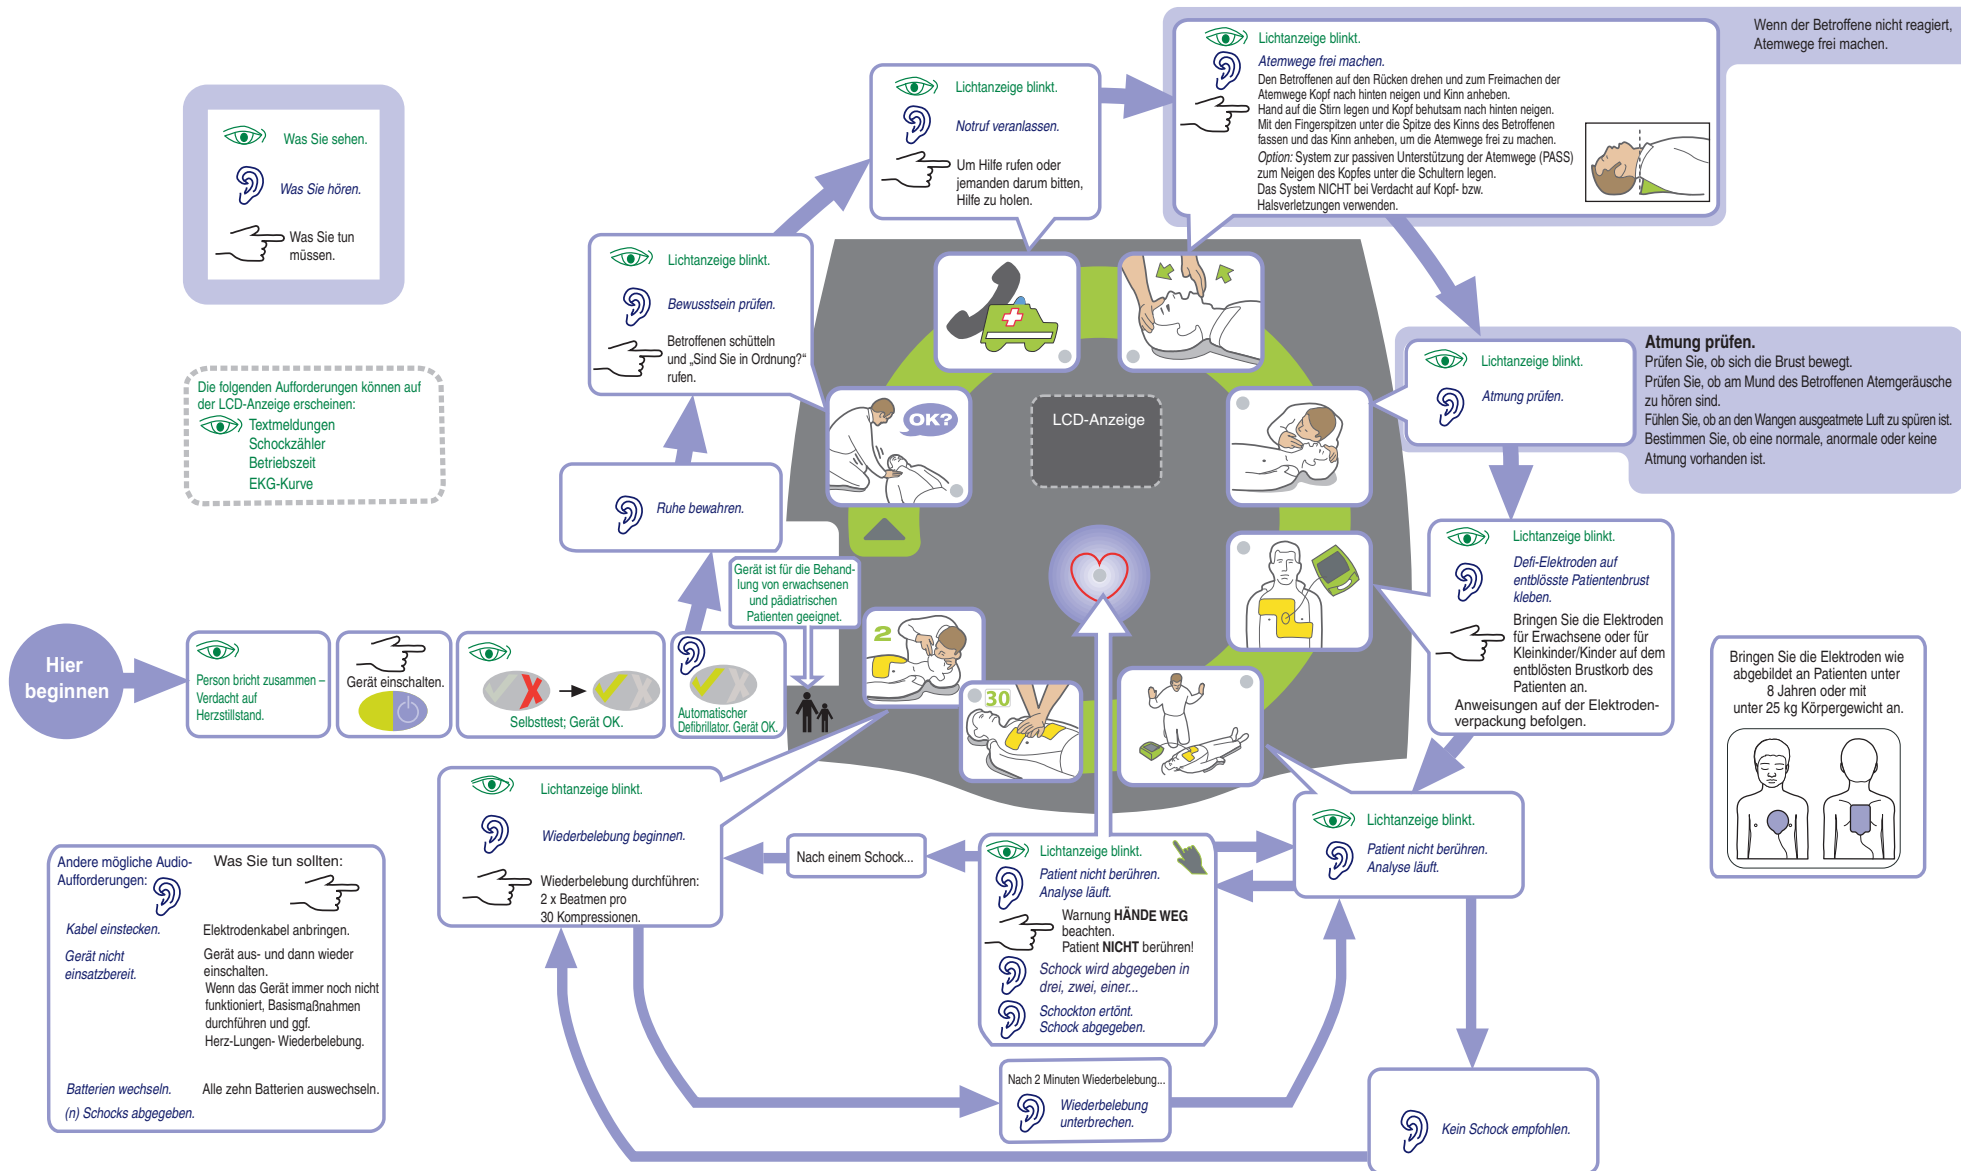 Was Sie sehen.
Was Sie hören.
Was Sie tun
müssen.
Die folgenden Aufforderungen können auf
der LCD-Anzeige erscheinen:
Textmeldungen
Schockzähler
Betriebszeit
EKG-Kurve
Hier
beginnen
Person bricht zusammen –
Verdacht auf
Herzstillstand.
Gerät einschalten.
Selbsttest; Gerät OK.
Automatischer
Defibrillator. Gerät OK.
Gerät ist für die Behand-
lung von erwachsenen
und pädiatrischen
Patienten geeignet.
Ruhe bewahren.
Lichtanzeige blinkt.
Bewusstsein prüfen.
Betroffenen schütteln
und „Sind Sie in Ordnung?“
rufen.
Lichtanzeige blinkt.
Notruf veranlassen.
Um Hilfe rufen oder
jemanden darum bitten,
Hilfe zu holen.
Lichtanzeige blinkt.
Atemwege frei machen.
Den Betroffenen auf den Rücken drehen und zum Freimachen der
Atemwege Kopf nach hinten neigen und Kinn anheben.
Hand auf die Stirn legen und Kopf behutsam nach hinten neigen.
Mit den Fingerspitzen unter die Spitze des Kinns des Betroffenen
fassen und das Kinn anheben, um die Atemwege frei zu machen.
Option: System zur passiven Unterstützung der Atemwege (PASS)
zum Neigen des Kopfes unter die Schultern legen.
Das System NICHT bei Verdacht auf Kopf- bzw.
Halsverletzungen verwenden.
Wenn der Betroffene nicht reagiert,
Atemwege frei machen.
Lichtanzeige blinkt.
Atmung prüfen.
Atmung prüfen.
Prüfen Sie, ob sich die Brust bewegt.
Prüfen Sie, ob am Mund des Betroffenen Atemgeräusche
zu hören sind.
Fühlen Sie, ob an den Wangen ausgeatmete Luft zu spüren ist.
Bestimmen Sie, ob eine normale, anormale oder keine
Atmung vorhanden ist.
OK?
LCD-Anzeige
2
30
Lichtanzeige blinkt.
Defi-Elektroden auf
entblösste Patientenbrust
kleben.
Bringen Sie die Elektroden
für Erwachsene oder für
Kleinkinder/Kinder auf dem
entblösten Brustkorb des
Patienten an.
Anweisungen auf der Elektroden-
verpackung befolgen.
Bringen Sie die Elektroden wie
abgebildet an Patienten unter
8 Jahren oder mit
unter 25 kg Körpergewicht an.
Lichtanzeige blinkt.
Patient nicht berühren.
Analyse läuft.
Lichtanzeige blinkt.
Patient nicht berühren.
Analyse läuft.
Warnung HÄNDE WEG
beachten.
Patient NICHT berühren!
Schock wird abgegeben in
drei, zwei, einer...
Schockton ertönt.
Schock abgegeben.
Nach einem Schock...
Lichtanzeige blinkt.
Wiederbelebung beginnen.
Wiederbelebung durchführen:
2 x Beatmen pro
30 Kompressionen.
Nach 2 Minuten Wiederbelebung...
Wiederbelebung
unterbrechen.
Kein Schock empfohlen.
Andere mögliche Audio-
Aufforderungen:
Was Sie tun sollten:
Kabel einstecken.
Elektrodenkabel anbringen.
Gerät nicht
einsatzbereit.
Gerät aus- und dann wieder
einschalten.
Wenn das Gerät immer noch nicht
funktioniert, Basismaßnahmen
durchführen und ggf.
Herz-Lungen- Wiederbelebung.
Batterien wechseln.
Alle zehn Batterien auswechseln.
(n) Schocks abgegeben.